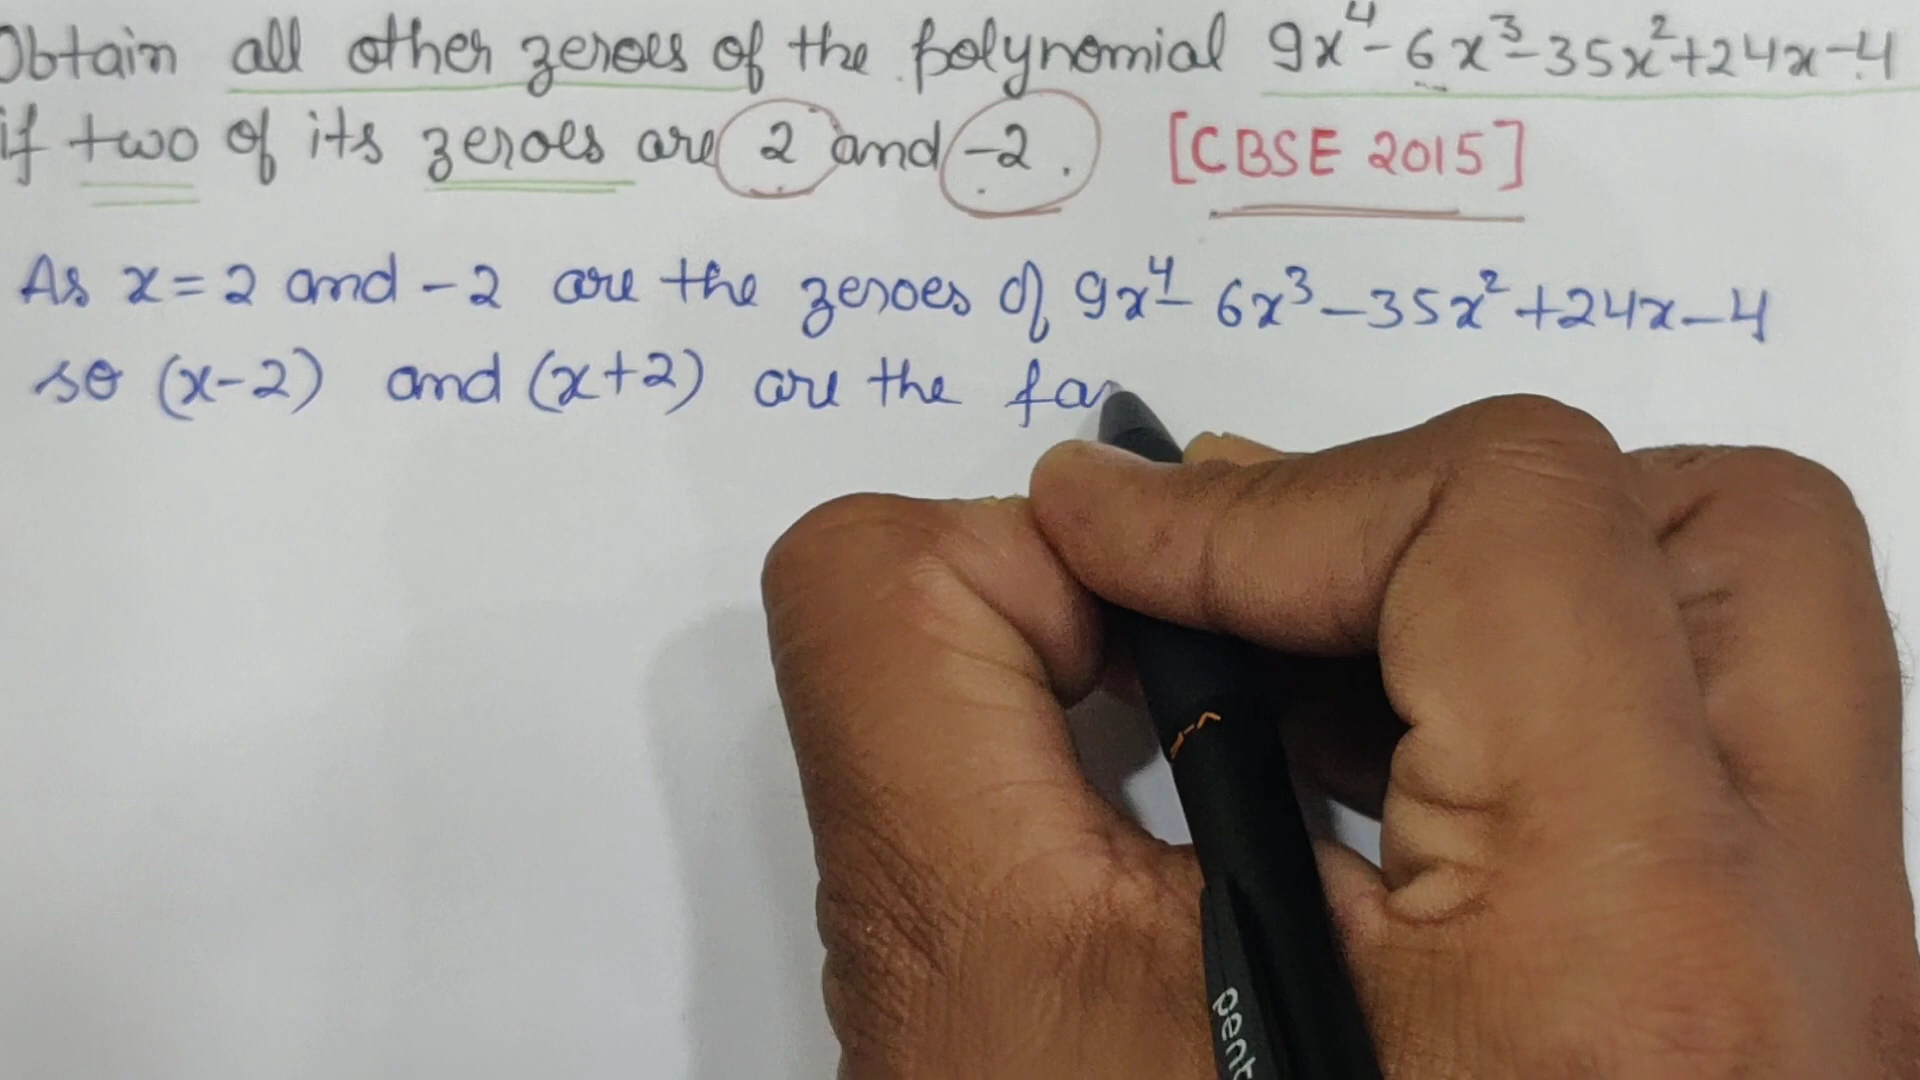 Obtain all other zeroes of the polynomial 9x⁴-6x³-35x²+24x-4
if two of its zeroes are 2 and -2. [CBSE 2015]
As x=2 and -2 are the zeroes of 9x⁴-6x³-35x²+24x-4
so (x-2) and (x+2) are the fa
pent